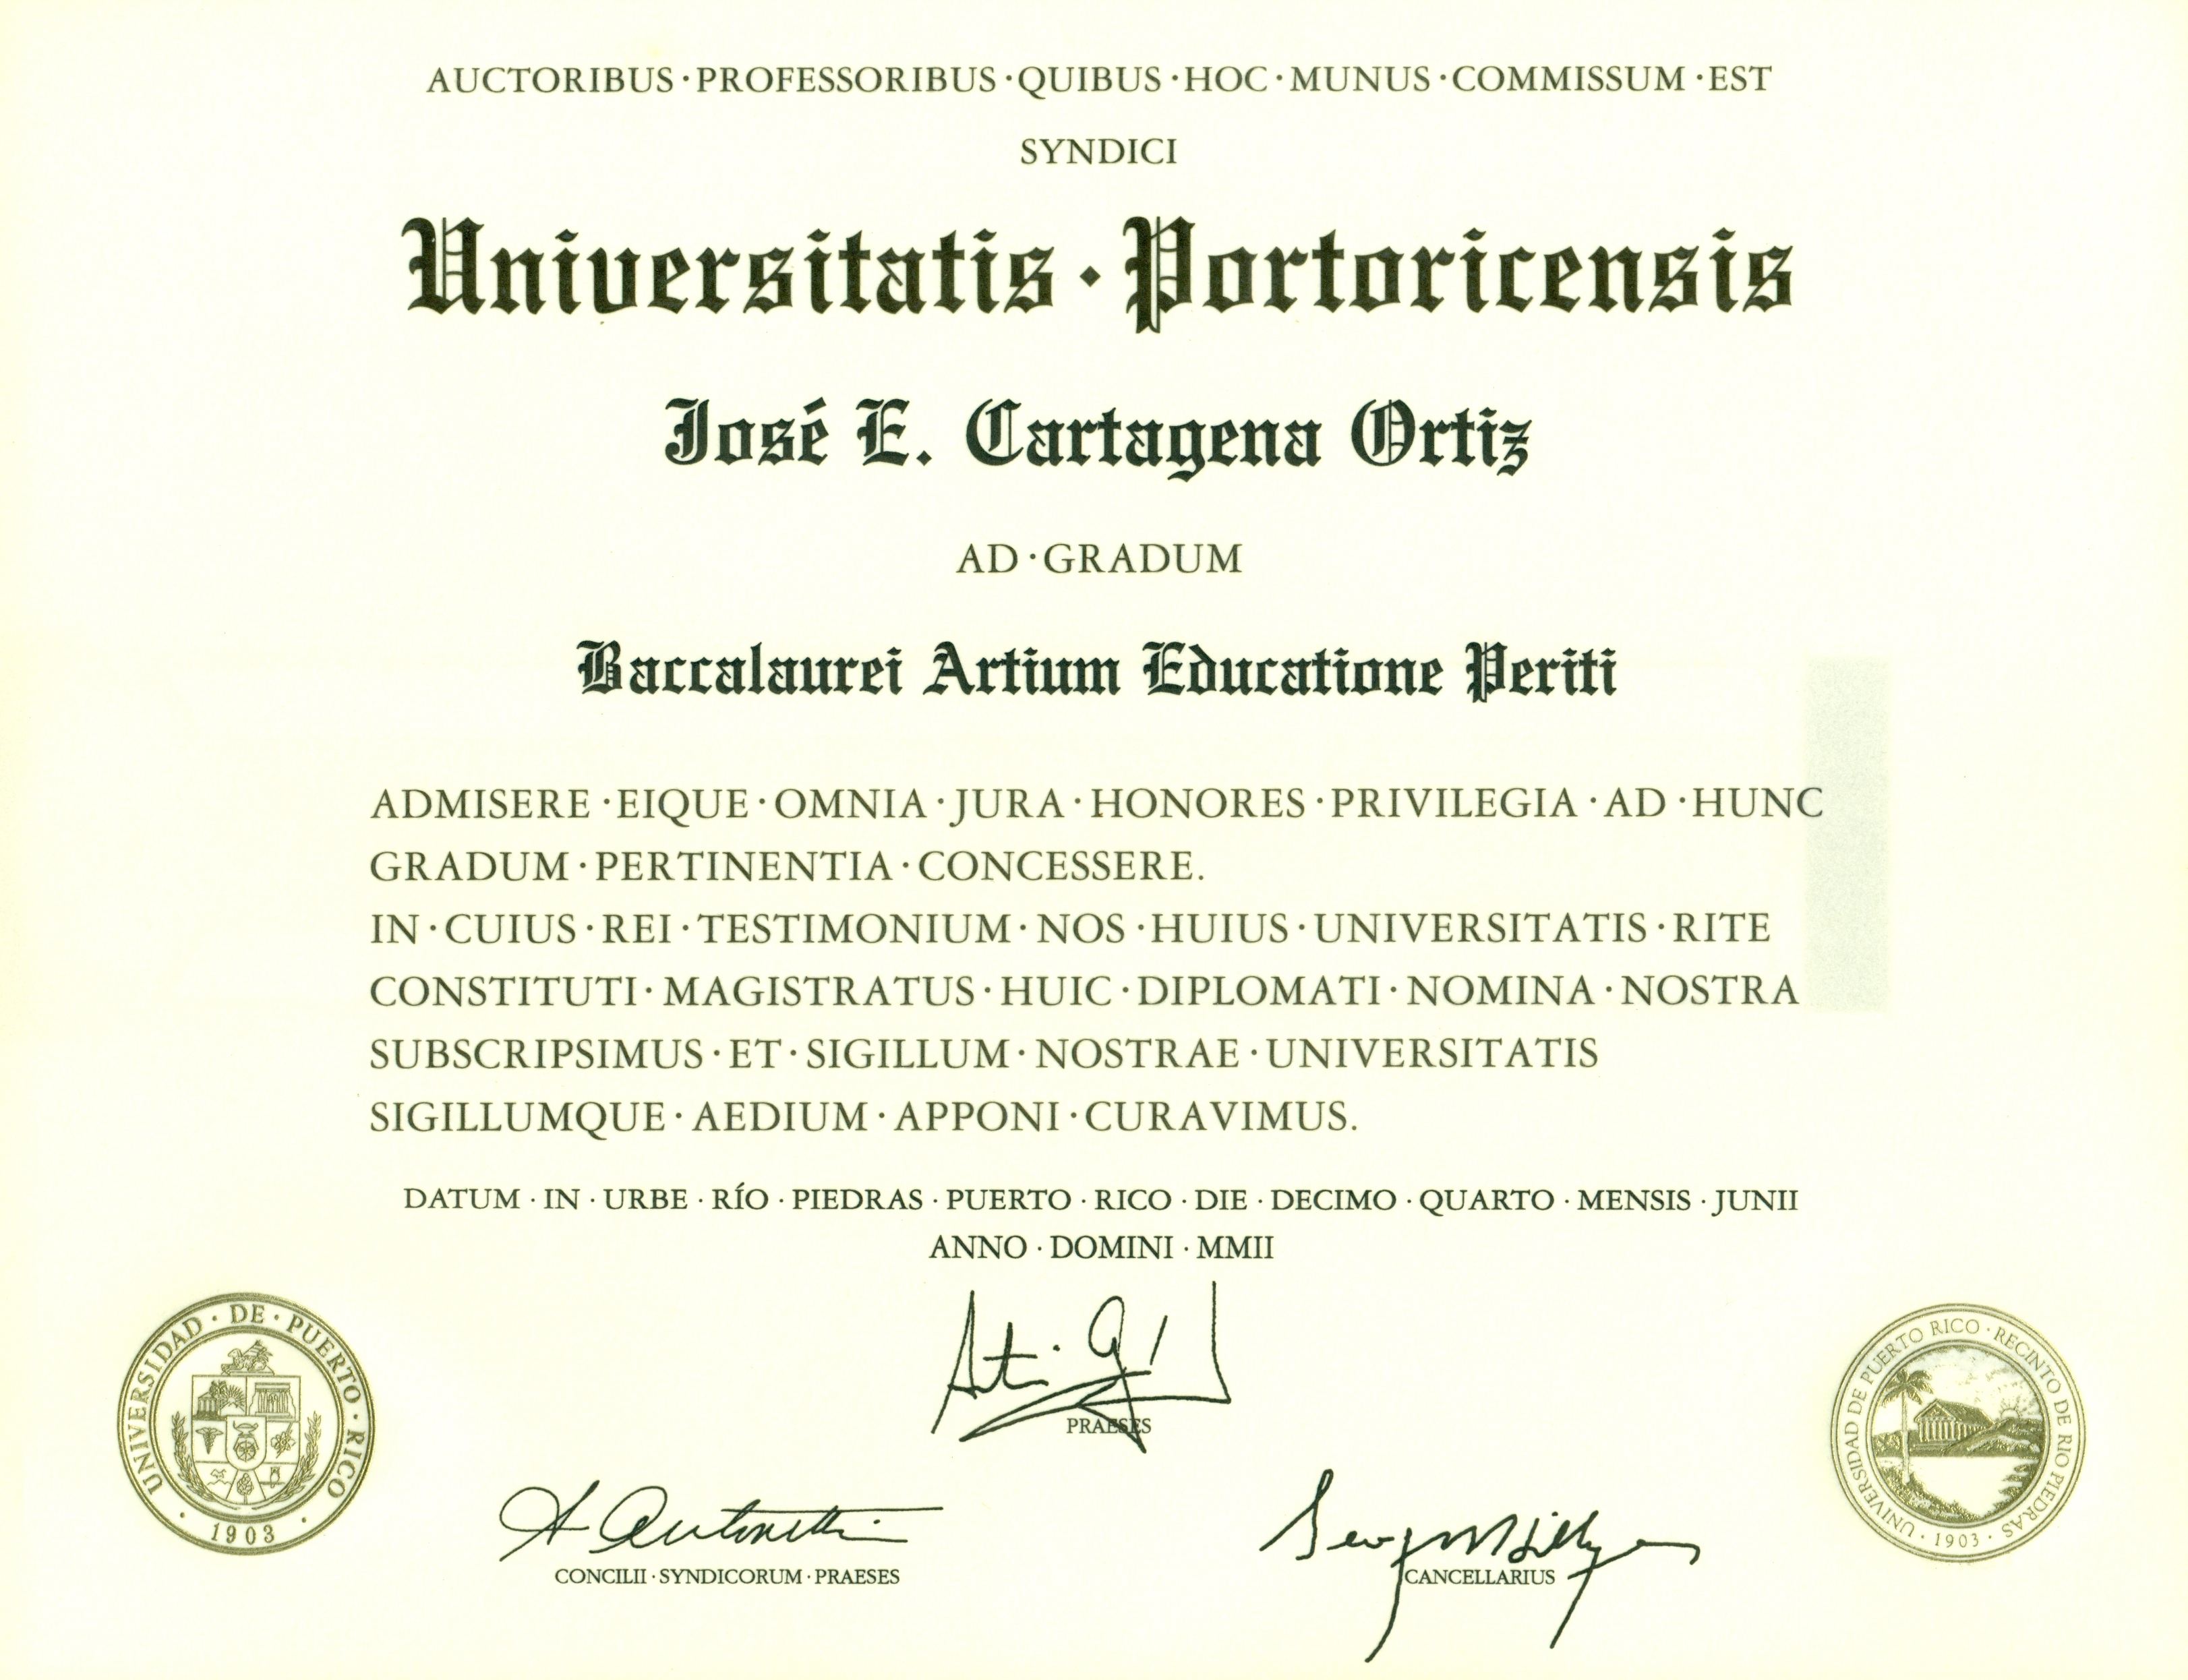 AUCTORIBUS · PROFESSORIBUS · QUIBUS · HOC · MUNUS · COMMISSUM · EST
SYNDICI
Universitatis · Portoricensis
José E. Cartagena Ortiz
AD · GRADUM
Baccalaurei Artium Educatione Periti
ADMISERE · EIQUE · OMNIA · JURA · HONORES · PRIVILEGIA · AD · HUNC
GRADUM · PERTINENTIA · CONCESSERE.
IN · CUIUS · REI · TESTIMONIUM · NOS · HUIUS · UNIVERSITATIS · RITE
CONSTITUTI · MAGISTRATUS · HUIC · DIPLOMATI · NOMINA · NOSTRA
SUBSCRIPSIMUS · ET · SIGILLUM · NOSTRAE · UNIVERSITATIS
SIGILLUMQUE · AEDIUM · APPONI · CURAVIMUS.
DATUM · IN · URBE · RÍO · PIEDRAS · PUERTO · RICO · DIE · DECIMO · QUARTO · MENSIS · JUNII
ANNO · DOMINI · MMII
UNIVERSIDAD · DE · PUERTO · RICO
· 1903 ·
PRAESES
UNIVERSIDAD DE PUERTO RICO · RECINTO DE RIO PIEDRAS
· 1903 ·
A Antonetti
CONCILII · SYNDICORUM · PRAESES
CANCELLARIUS